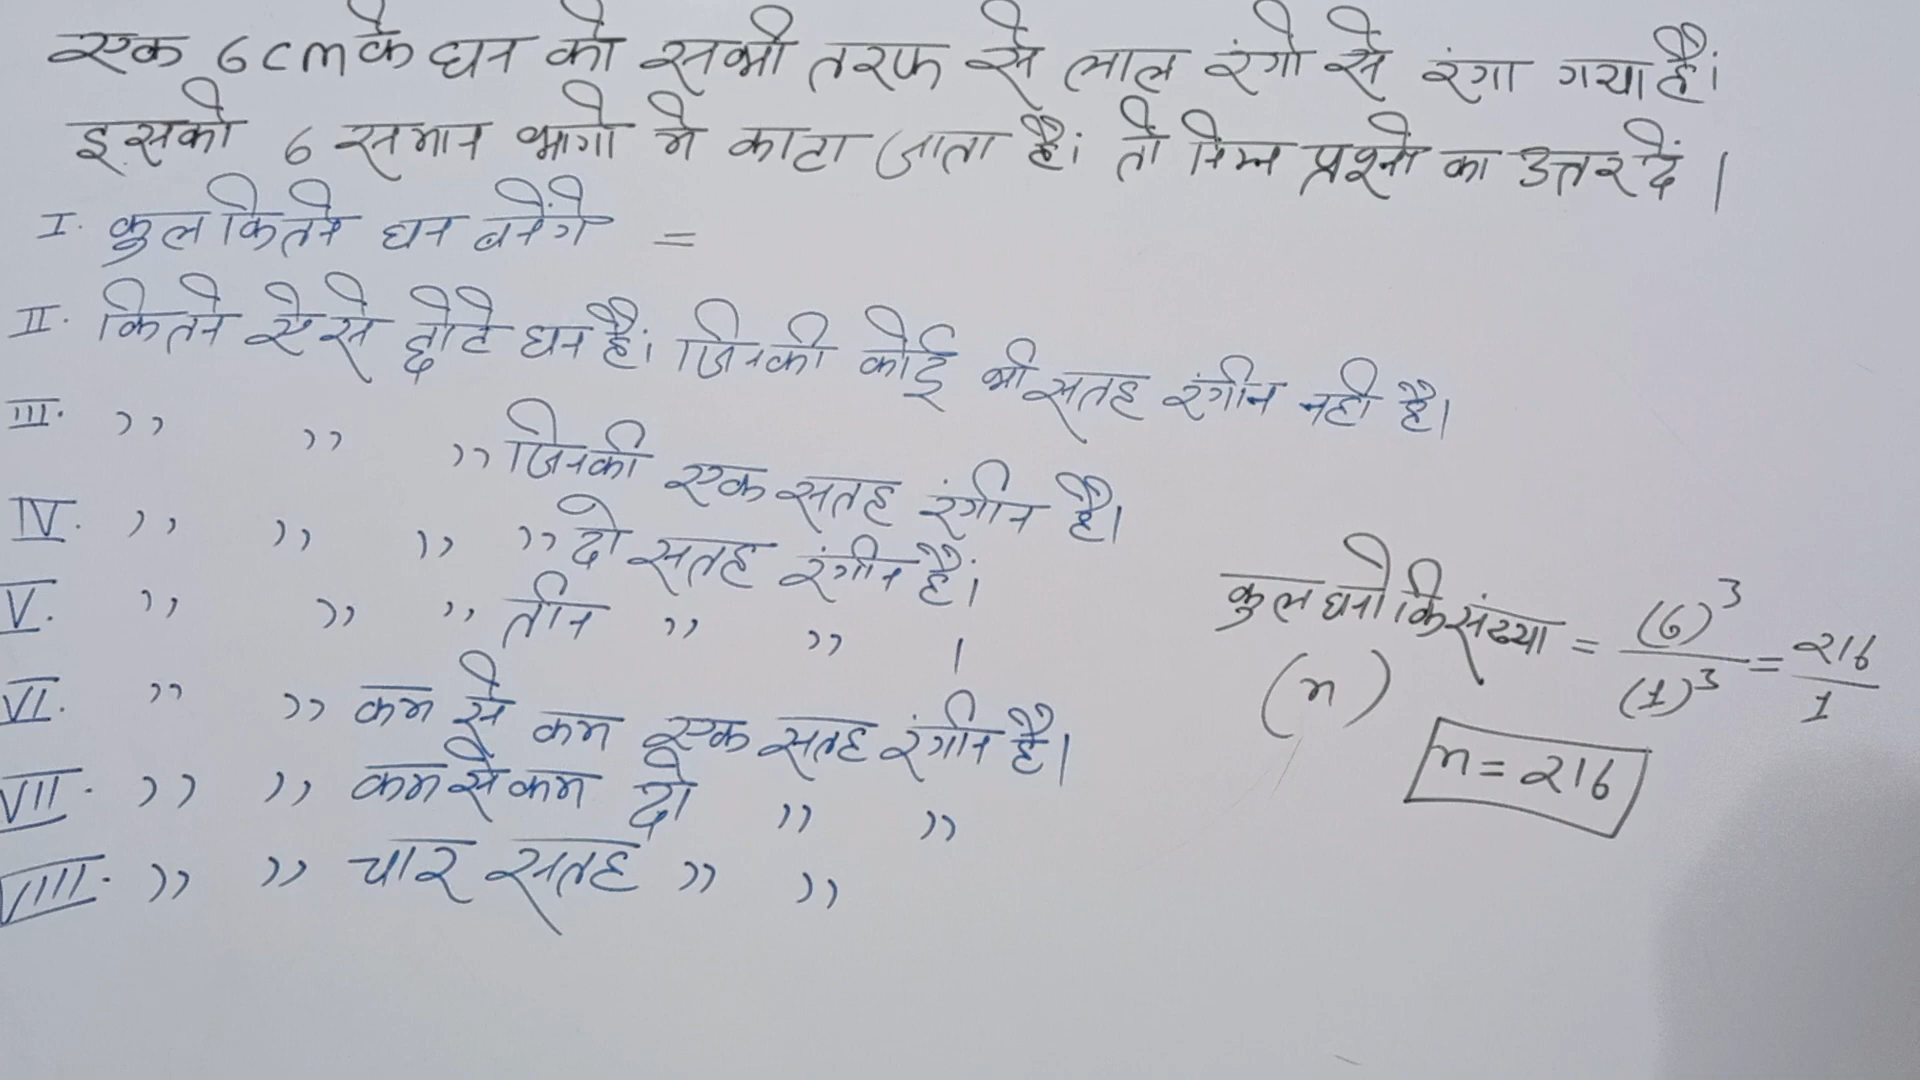 एक 6cm के घन को सभी तरफ से लाल रंगो से रंगा गया हैं।
इसको 6 समान भागो मे काटा जाता हैं। तो निम्न प्रश्नो का उत्तर दें |
I. कुल कितने घन बनेंगे =
II. कितने ऐसे छोटे घन हैं। जिनकी कोई भी सतह रंगीन नही है।
III. ,, ,, ,, जिनकी एक सतह रंगीन है।
IV. ,, ,, ,, ,, दो सतह रंगीन हैं।
V. ,, ,, ,, तीन ,, ,, |
VI. ,, ,, कम से कम एक सतह रंगीन है।
VII. ,, ,, कम से कम दो ,, ,,
VIII. ,, ,, चार सतह ,, ,,
कुल घनो कि संख्या = (6)³/(1)³ = 216/1
(n)
n = 216